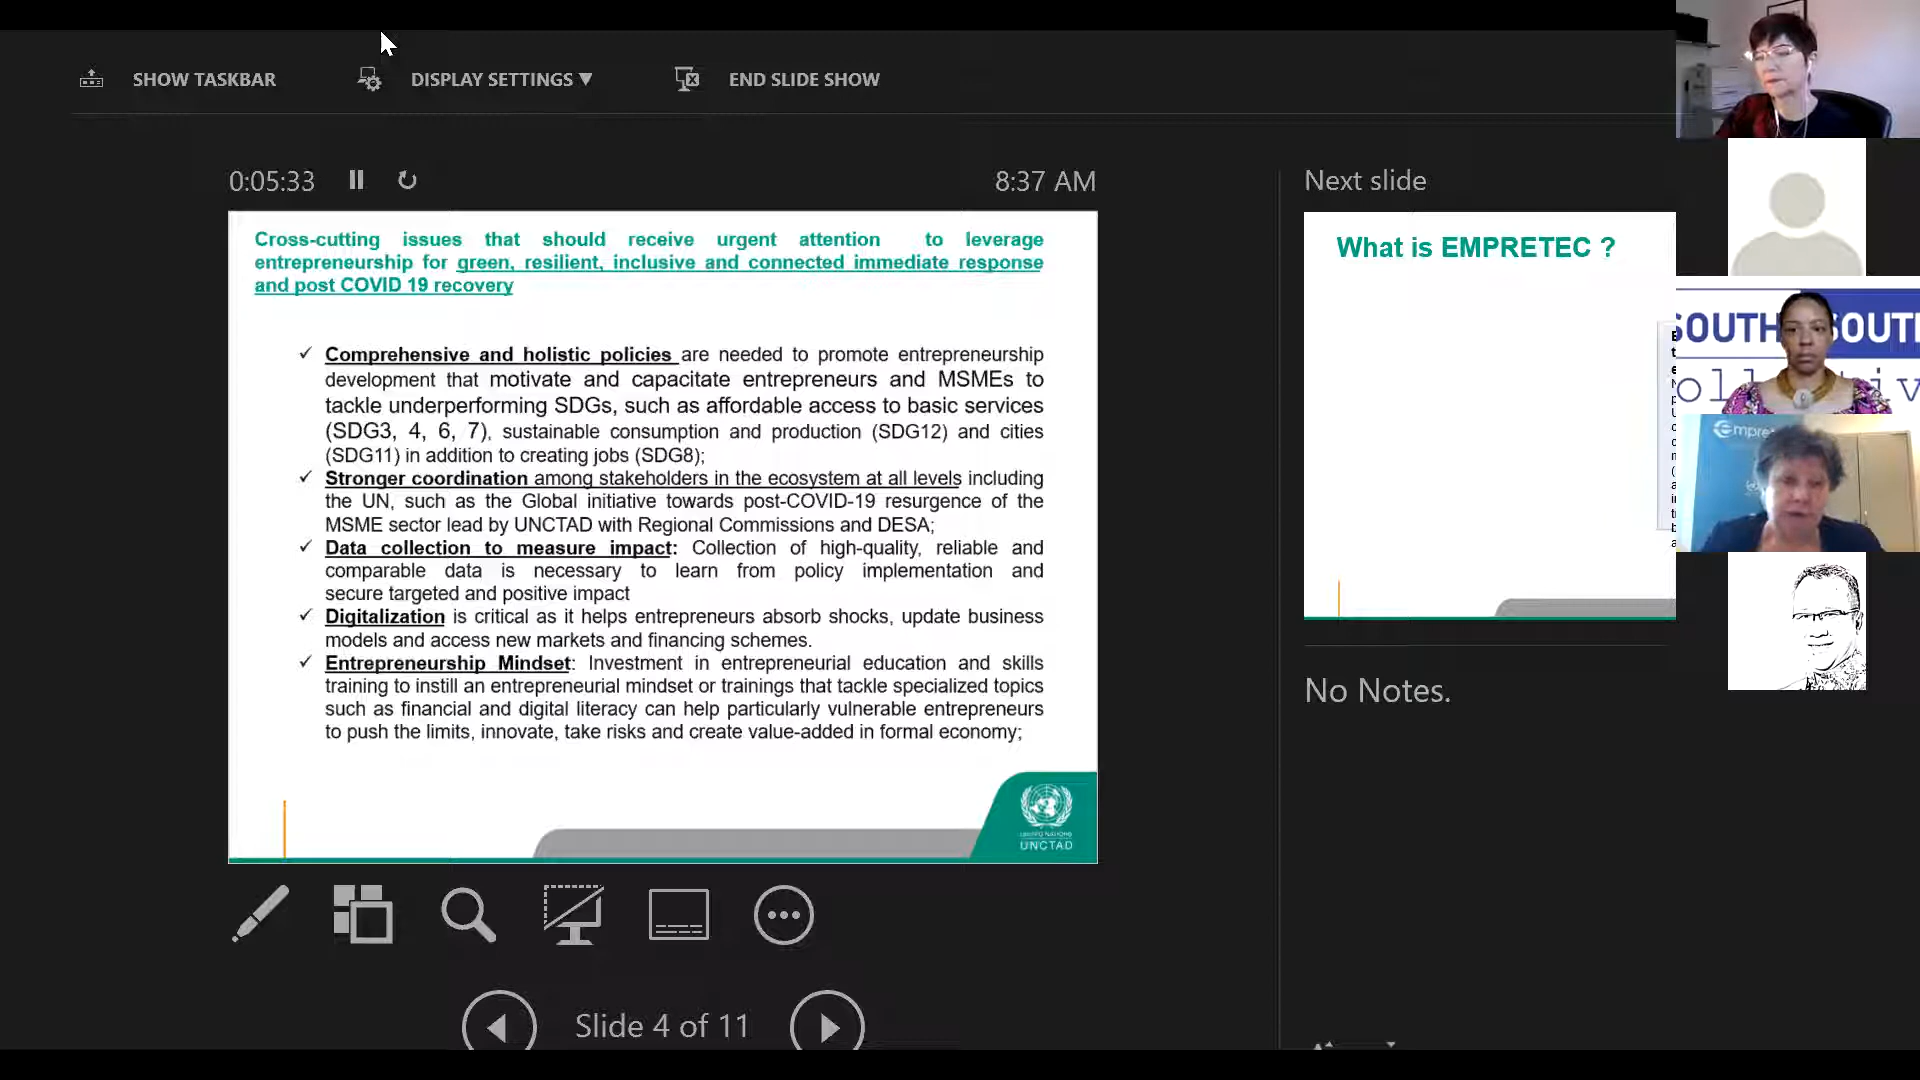 SHOW TASKBAR
DISPLAY SETTINGS ▼
END SLIDE SHOW
0:05:33
8:37 AM
Next slide
Cross-cutting issues that should receive urgent attention to leverage
entrepreneurship for green, resilient, inclusive and connected immediate response
and post COVID 19 recovery
✓ Comprehensive and holistic policies are needed to promote entrepreneurship
development that motivate and capacitate entrepreneurs and MSMEs to
tackle underperforming SDGs, such as affordable access to basic services
(SDG3, 4, 6, 7), sustainable consumption and production (SDG12) and cities
(SDG11) in addition to creating jobs (SDG8);
✓ Stronger coordination among stakeholders in the ecosystem at all levels including
the UN, such as the Global initiative towards post-COVID-19 resurgence of the
MSME sector lead by UNCTAD with Regional Commissions and DESA;
✓ Data collection to measure impact: Collection of high-quality, reliable and
comparable data is necessary to learn from policy implementation and
secure targeted and positive impact
✓ Digitalization is critical as it helps entrepreneurs absorb shocks, update business
models and access new markets and financing schemes.
✓ Entrepreneurship Mindset: Investment in entrepreneurial education and skills
training to instill an entrepreneurial mindset or trainings that tackle specialized topics
such as financial and digital literacy can help particularly vulnerable entrepreneurs
to push the limits, innovate, take risks and create value-added in formal economy;
UNITED NATIONS
UNCTAD
What is EMPRETEC ?
SOUTH SOUTH
Empre
No Notes.
Slide 4 of 11